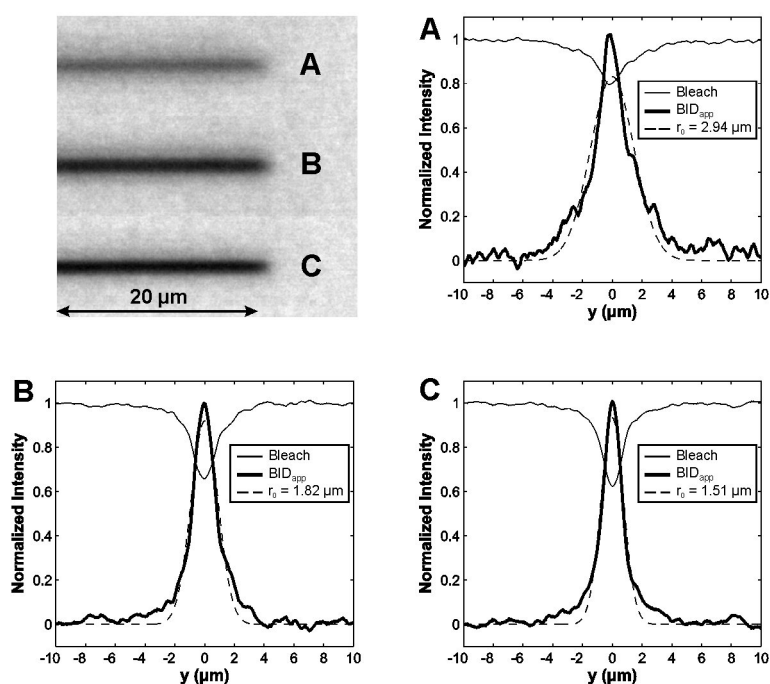 A
B
C
20 µm
A
Normalized Intensity
1
0.8
0.6
0.4
0.2
0
Bleach
BIDapp
r₀ = 2.94 µm
-10 -8 -6 -4 -2 0 2 4 6 8 10
y (µm)
B
Normalized Intensity
1
0.8
0.6
0.4
0.2
0
Bleach
BIDapp
r₀ = 1.82 µm
-10 -8 -6 -4 -2 0 2 4 6 8 10
y (µm)
C
Normalized Intensity
1
0.8
0.6
0.4
0.2
0
Bleach
BIDapp
r₀ = 1.51 µm
-10 -8 -6 -4 -2 0 2 4 6 8 10
y (µm)